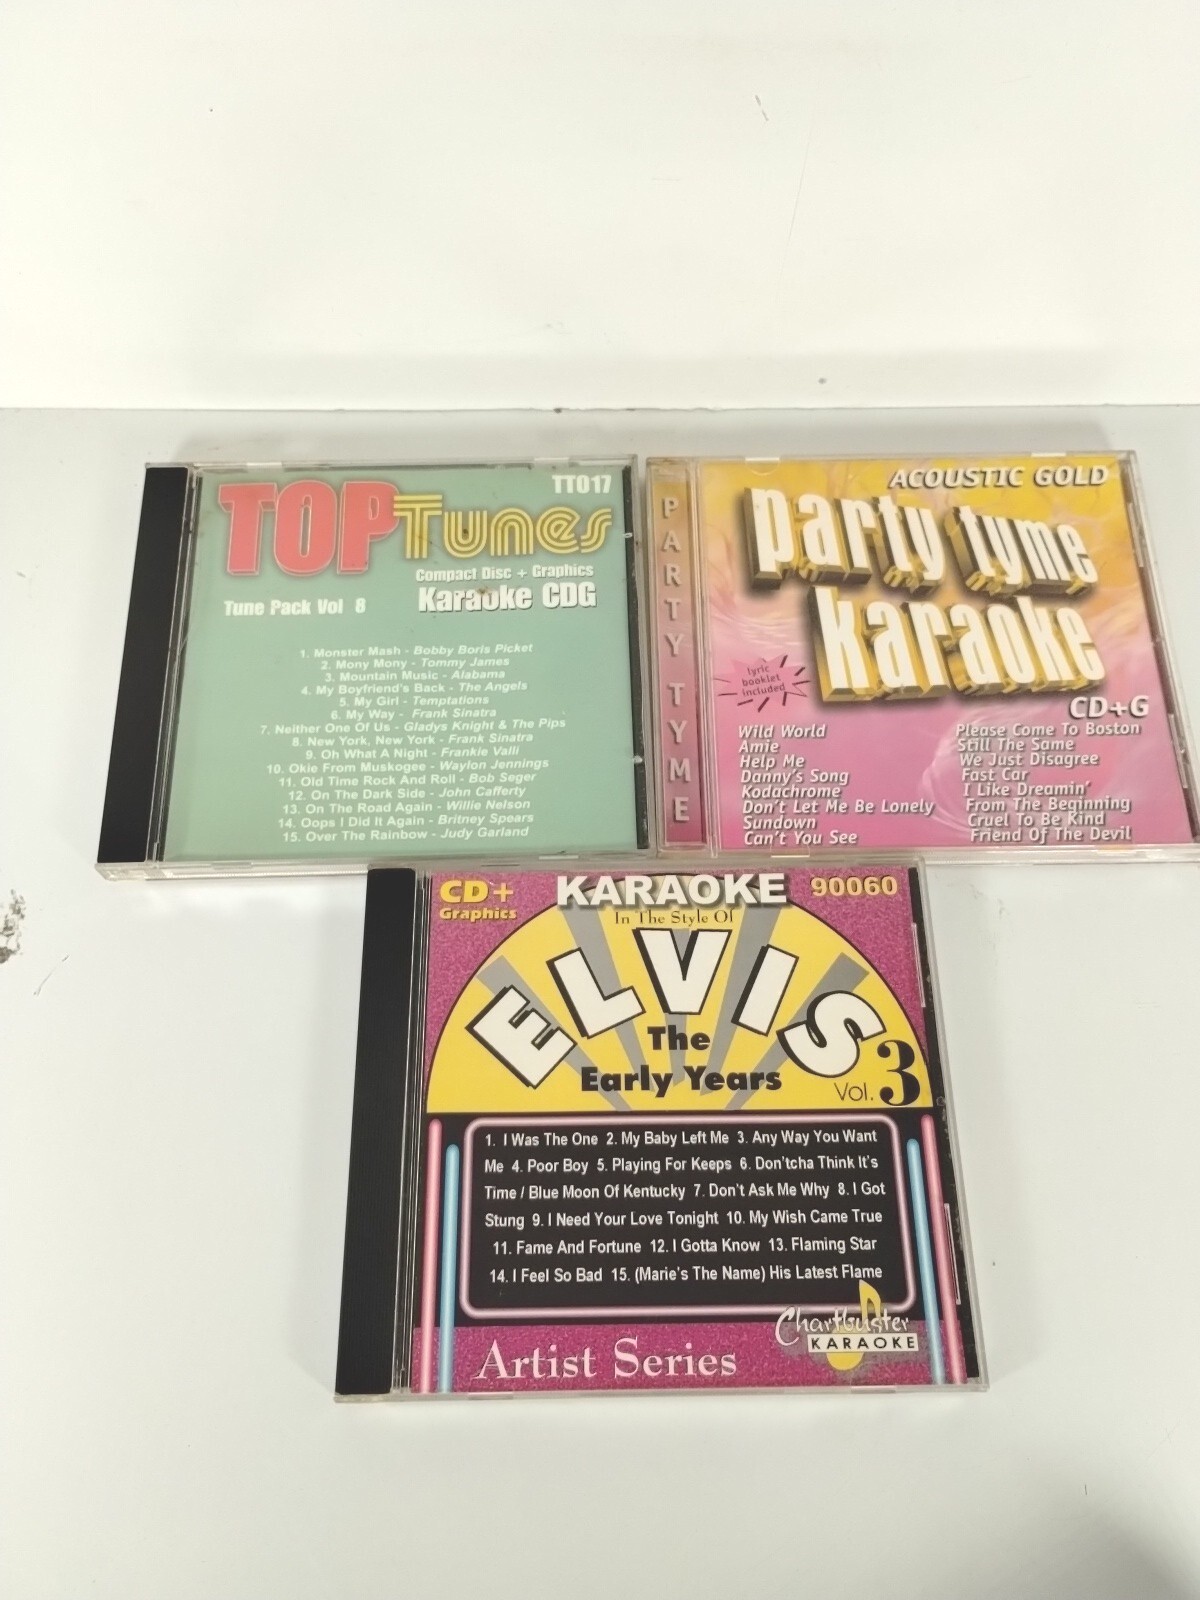 TOP Tunes
TT017
Compact Disc + Graphics
Karaoke CDG
Tune Pack Vol 8
1. Monster Mash - Bobby Boris Picket
2. Mony Mony - Tommy James
3. Mountain Music - Alabama
4. My Boyfriend's Back - The Angels
5. My Girl - Temptations
6. My Way - Frank Sinatra
7. Neither One Of Us - Gladys Knight & The Pips
8. New York, New York - Frank Sinatra
9. Oh What A Night - Frankie Valli
10. Okie From Muskogee - Waylon Jennings
11. Old Time Rock And Roll - Bob Seger
12. On The Dark Side - John Cafferty
13. On The Road Again - Willie Nelson
14. Oops I Did It Again - Britney Spears
15. Over The Rainbow - Judy Garland
PARTY TYME
ACOUSTIC GOLD
party tyme
karaoke
lyric
booklet
included
CD+G
Wild World
Amie
Help Me
Danny's Song
Kodachrome
Don't Let Me Be Lonely
Sundown
Can't You See
Please Come To Boston
Still The Same
We Just Disagree
Fast Car
I Like Dreamin'
From The Beginning
Cruel To Be Kind
Friend Of The Devil
CD+
Graphics
KARAOKE
90060
In The Style Of
ELVIS
The
Early Years
Vol. 3
1. I Was The One 2. My Baby Left Me 3. Any Way You Want
Me 4. Poor Boy 5. Playing For Keeps 6. Don'tcha Think It's
Time / Blue Moon Of Kentucky 7. Don't Ask Me Why 8. I Got
Stung 9. I Need Your Love Tonight 10. My Wish Came True
11. Fame And Fortune 12. I Gotta Know 13. Flaming Star
14. I Feel So Bad 15. (Marie's The Name) His Latest Flame
Chartbuster
KARAOKE
Artist Series